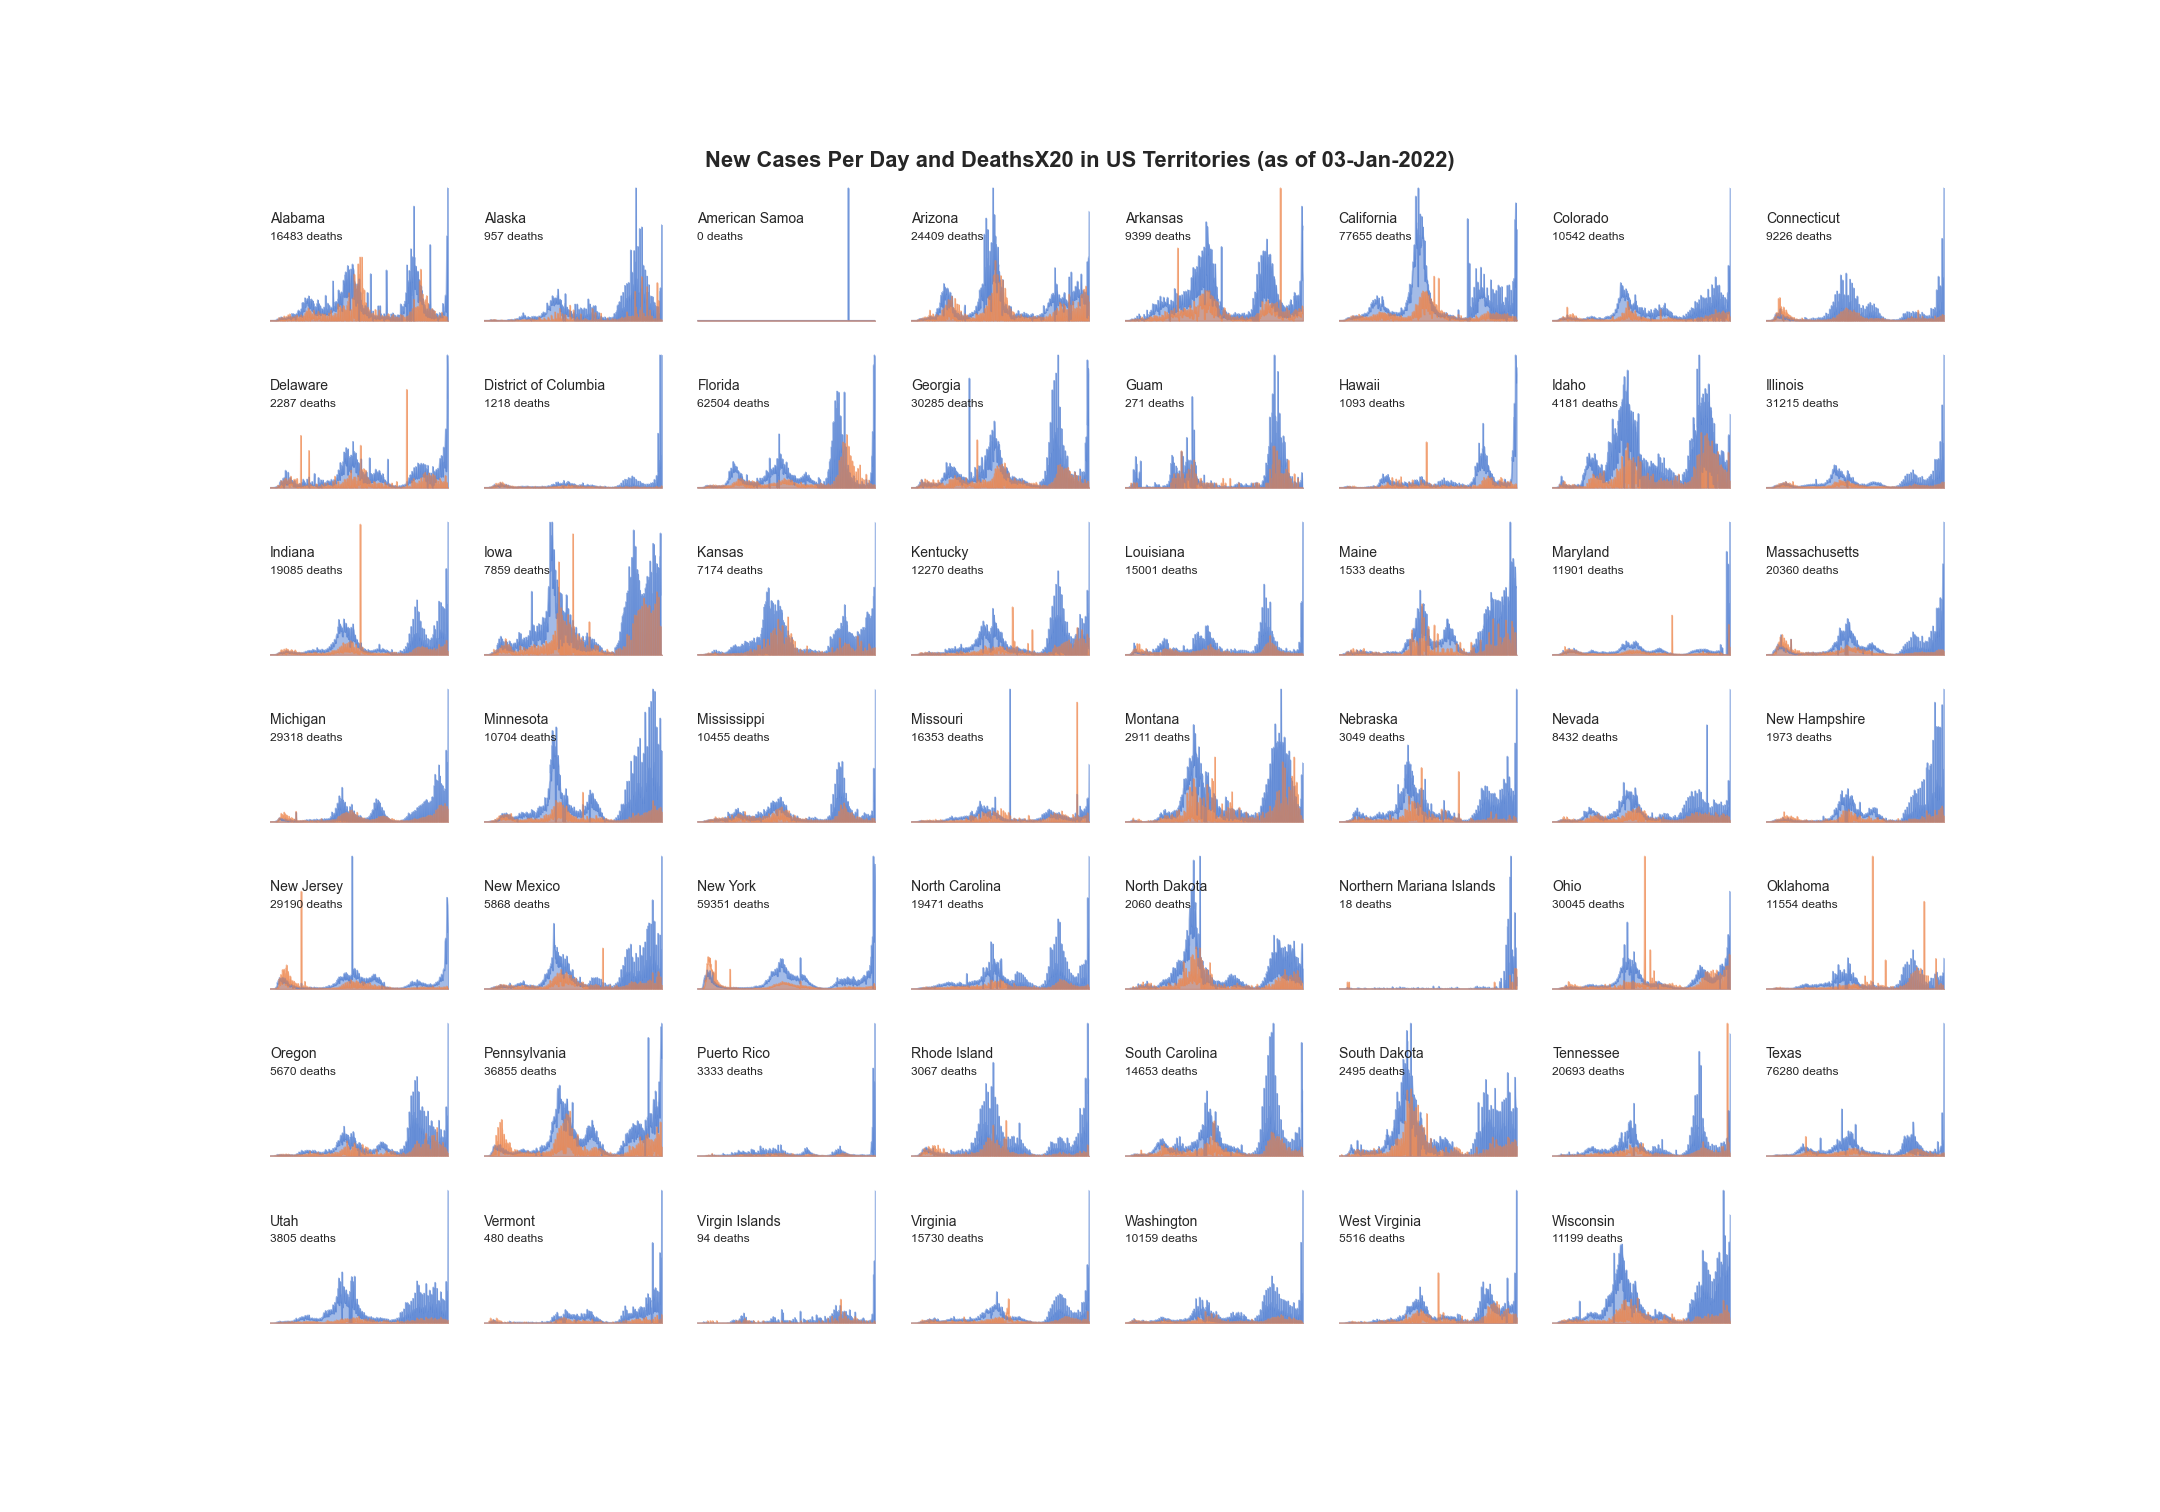 New Cases Per Day and DeathsX20 in US Territories (as of 03-Jan-2022)
Alabama
16483 deaths
Alaska
957 deaths
American Samoa
0 deaths
Arizona
24409 deaths
Arkansas
9399 deaths
California
77655 deaths
Colorado
10542 deaths
Connecticut
9226 deaths
Delaware
2287 deaths
District of Columbia
1218 deaths
Florida
62504 deaths
Georgia
30285 deaths
Guam
271 deaths
Hawaii
1093 deaths
Idaho
4181 deaths
Illinois
31215 deaths
Indiana
19085 deaths
Iowa
7859 deaths
Kansas
7174 deaths
Kentucky
12270 deaths
Louisiana
15001 deaths
Maine
1533 deaths
Maryland
11901 deaths
Massachusetts
20360 deaths
Michigan
29318 deaths
Minnesota
10704 deaths
Mississippi
10455 deaths
Missouri
16353 deaths
Montana
2911 deaths
Nebraska
3049 deaths
Nevada
8432 deaths
New Hampshire
1973 deaths
New Jersey
29190 deaths
New Mexico
5868 deaths
New York
59351 deaths
North Carolina
19471 deaths
North Dakota
2060 deaths
Northern Mariana Islands
18 deaths
Ohio
30045 deaths
Oklahoma
11554 deaths
Oregon
5670 deaths
Pennsylvania
36855 deaths
Puerto Rico
3333 deaths
Rhode Island
3067 deaths
South Carolina
14653 deaths
South Dakota
2495 deaths
Tennessee
20693 deaths
Texas
76280 deaths
Utah
3805 deaths
Vermont
480 deaths
Virgin Islands
94 deaths
Virginia
15730 deaths
Washington
10159 deaths
West Virginia
5516 deaths
Wisconsin
11199 deaths